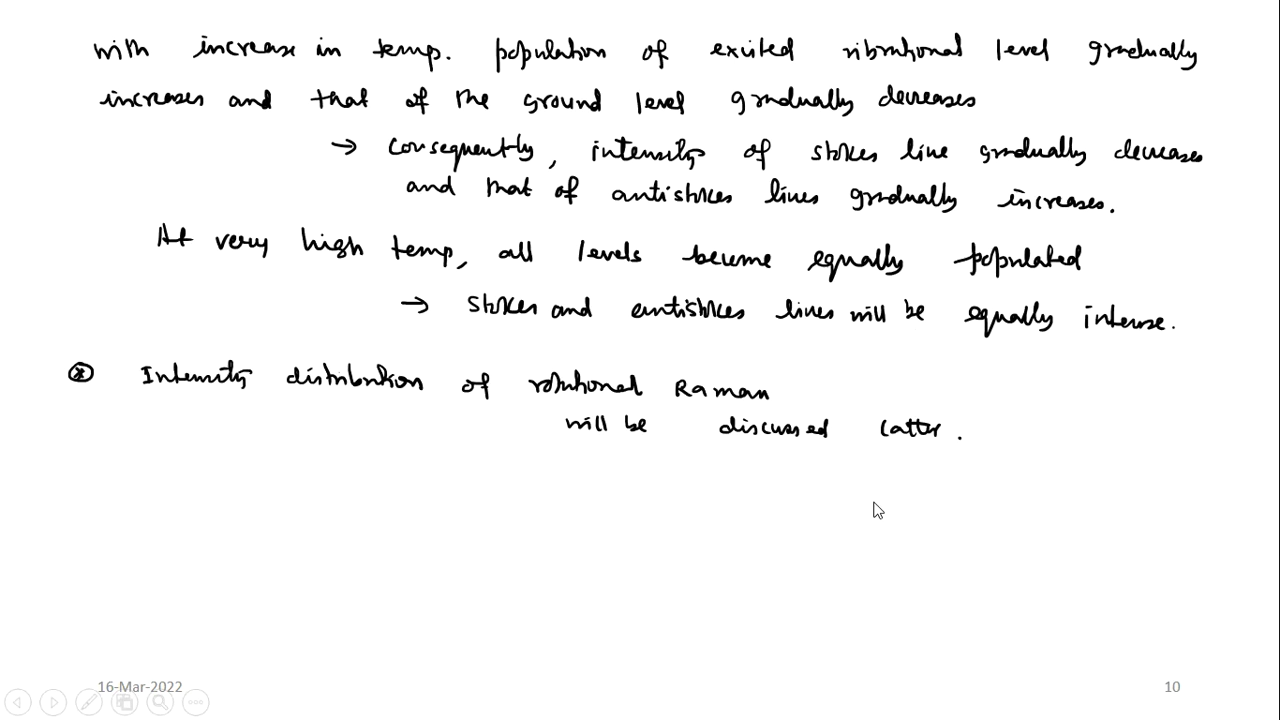 with increase in temp. population of excited vibrational level gradually
increases and that of the ground level gradually decreases
→ Consequently, intensity of stokes line gradually decreases
and that of antistokes lines gradually increases.
At very high temp, all levels become equally populated
→ Stokes and antistokes lines will be equally intense.
⊛ Intensity distribution of rotational Raman
will be discussed latter.
16-Mar-2022
10